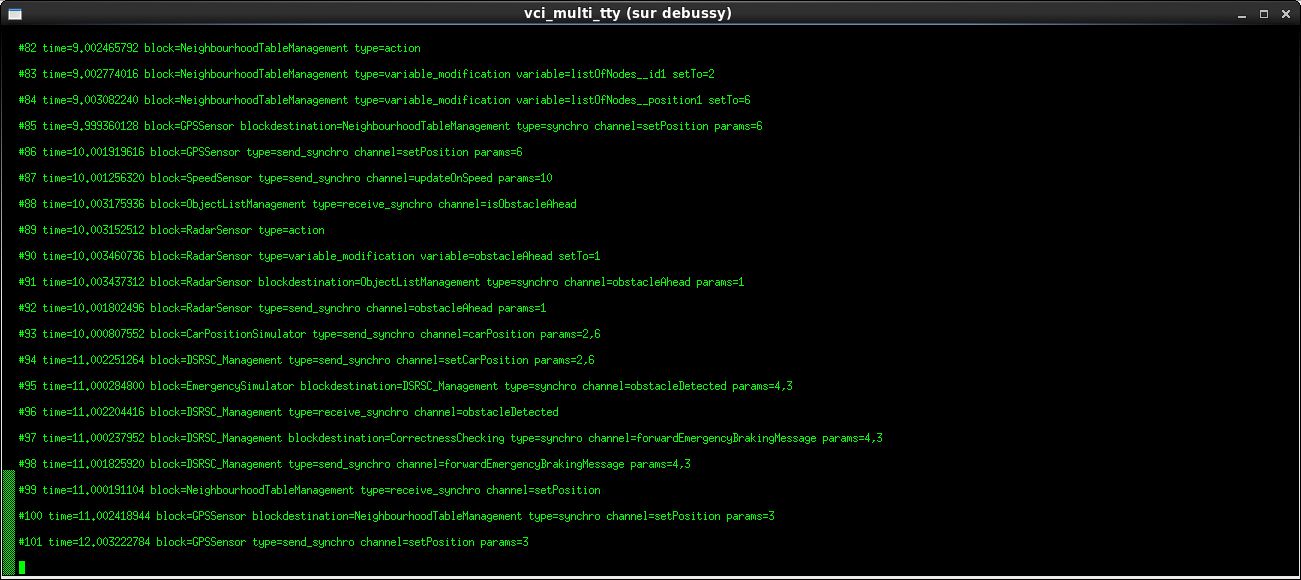 vci_multi_tty (sur debussy)
#82 time=9.002465792 block=NeighbourhoodTableManagement type=action
#83 time=9.002774016 block=NeighbourhoodTableManagement type=variable_modification variable=listOfNodes__id1 setTo=2
#84 time=9.003082240 block=NeighbourhoodTableManagement type=variable_modification variable=listOfNodes__position1 setTo=6
#85 time=9.999360128 block=GPSSensor blockdestination=NeighbourhoodTableManagement type=synchro channel=setPosition params=6
#86 time=10.001919616 block=GPSSensor type=send_synchro channel=setPosition params=6
#87 time=10.001256320 block=SpeedSensor type=send_synchro channel=updateOnSpeed params=10
#88 time=10.003175936 block=ObjectListManagement type=receive_synchro channel=isObstacleAhead
#89 time=10.003152512 block=RadarSensor type=action
#90 time=10.003460736 block=RadarSensor type=variable_modification variable=obstacleAhead setTo=1
#91 time=10.003437312 block=RadarSensor blockdestination=ObjectListManagement type=synchro channel=obstacleAhead params=1
#92 time=10.001802496 block=RadarSensor type=send_synchro channel=obstacleAhead params=1
#93 time=10.000807552 block=CarPositionSimulator type=send_synchro channel=carPosition params=2,6
#94 time=11.002251264 block=DSRSC_Management type=send_synchro channel=setCarPosition params=2,6
#95 time=11.000284800 block=EmergencySimulator blockdestination=DSRSC_Management type=synchro channel=obstacleDetected params=4,3
#96 time=11.002204416 block=DSRSC_Management type=receive_synchro channel=obstacleDetected
#97 time=11.000237952 block=DSRSC_Management blockdestination=CorrectnessChecking type=synchro channel=forwardEmergencyBrakingMessage params=4,3
#98 time=11.001825920 block=DSRSC_Management type=send_synchro channel=forwardEmergencyBrakingMessage params=4,3
#99 time=11.000191104 block=NeighbourhoodTableManagement type=receive_synchro channel=setPosition
#100 time=11.002418944 block=GPSSensor blockdestination=NeighbourhoodTableManagement type=synchro channel=setPosition params=3
#101 time=12.003222784 block=GPSSensor type=send_synchro channel=setPosition params=3